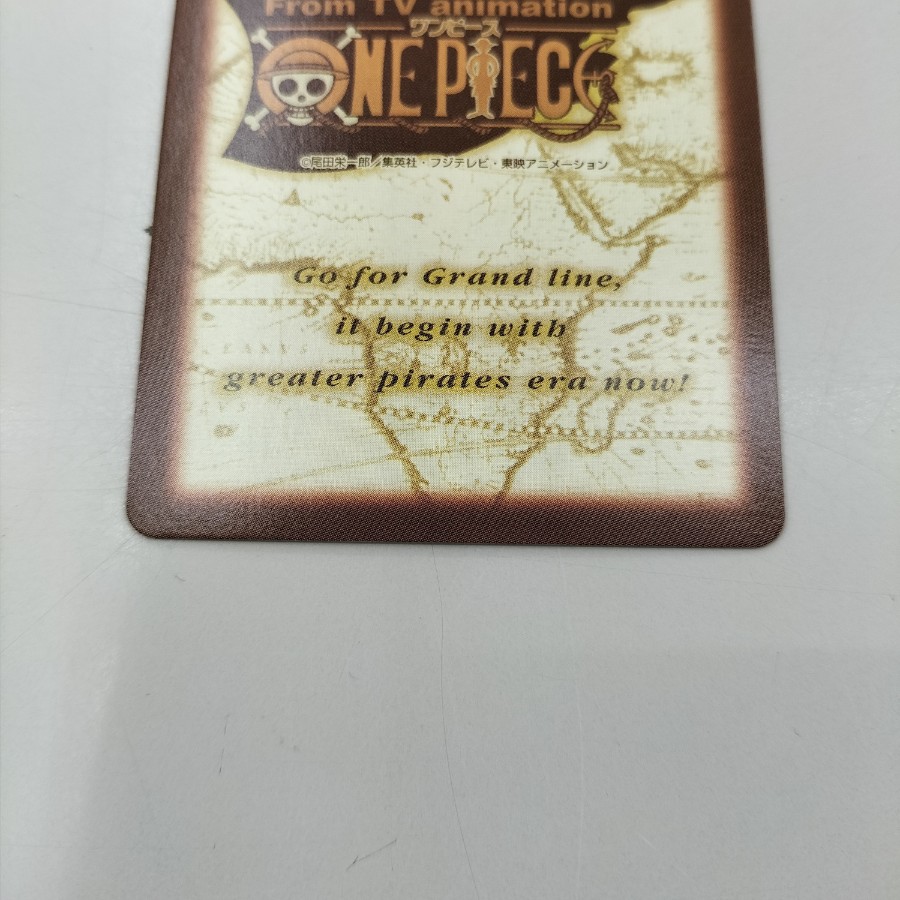 From TV animation
ワンピース
ONE PIECE
©尾田栄一郎／集英社・フジテレビ・東映アニメーション
Go for Grand line,
it begin with
greater pirates era now!